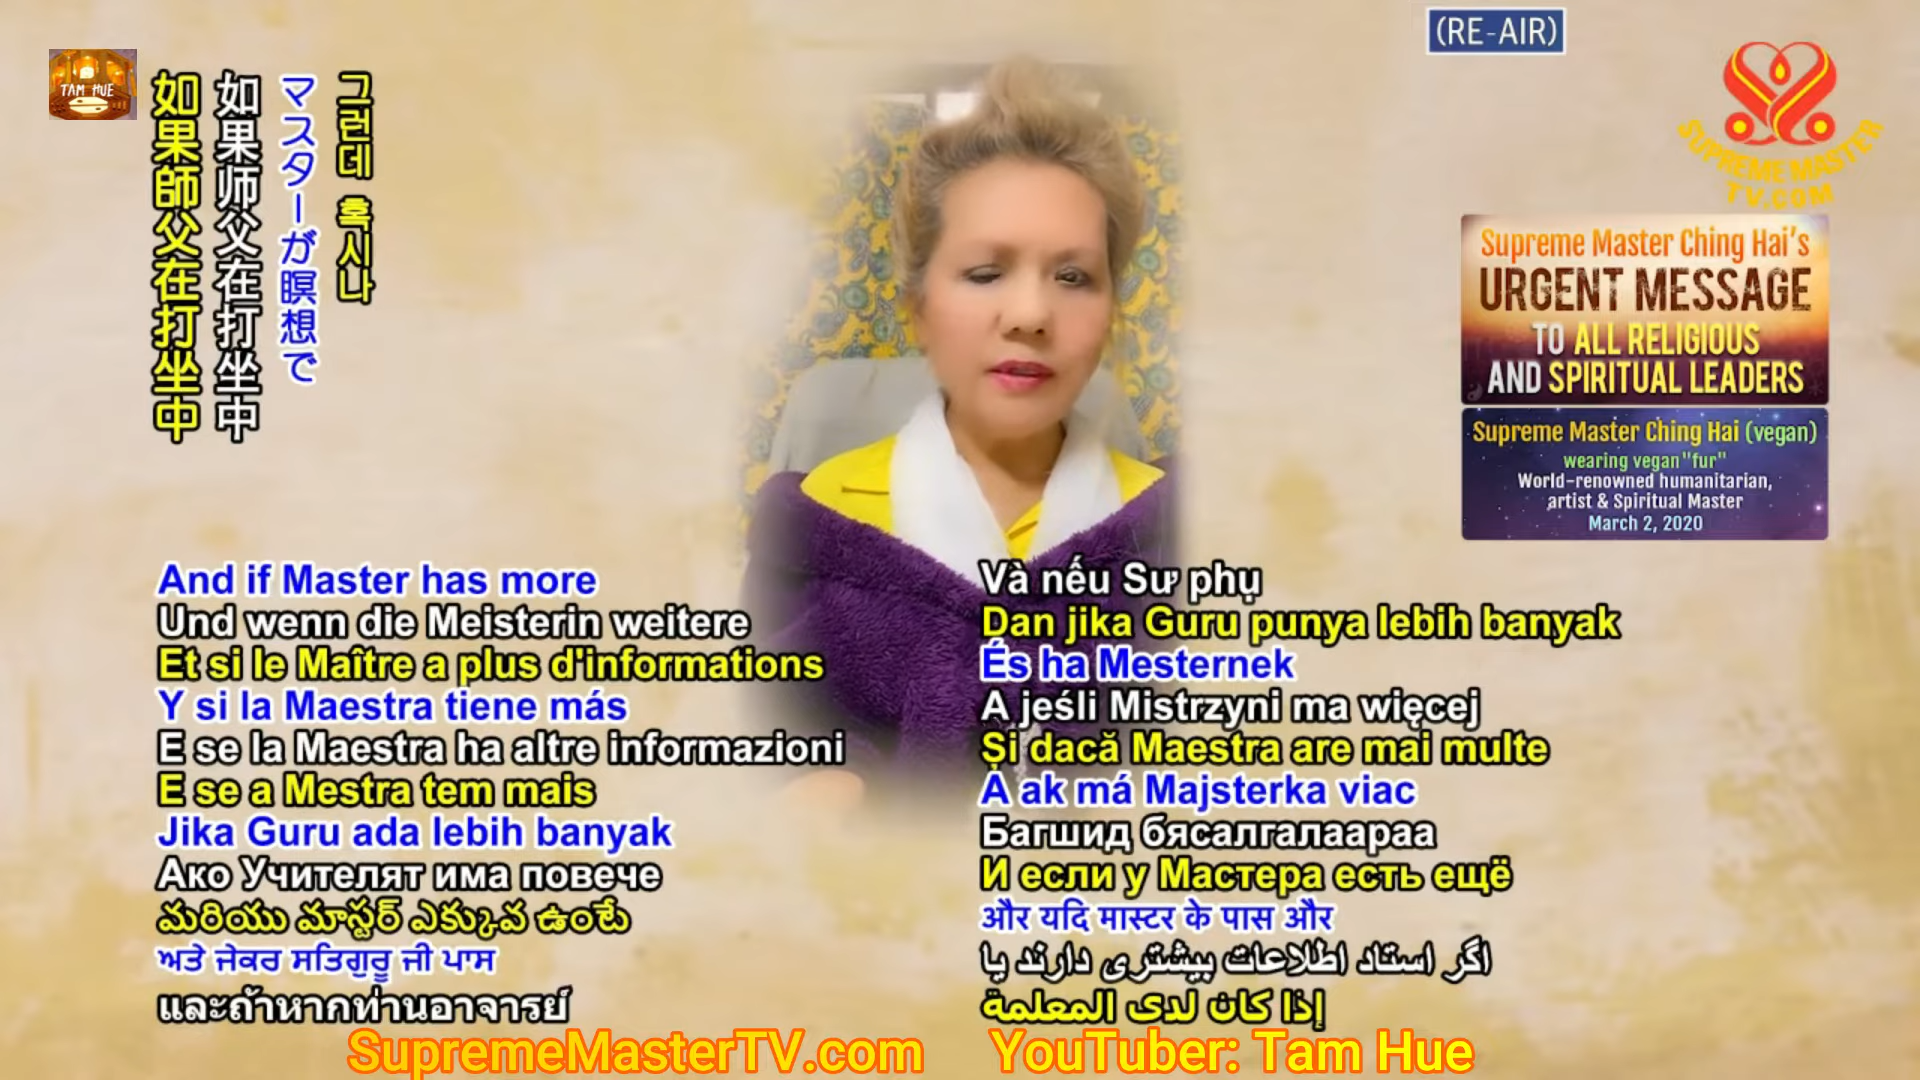 (RE-AIR)
TAM HUE
SUPREME MASTER
TV.COM
如果師父在打坐中
如果师父在打坐中
マスターが瞑想で
그런데 혹시나
Supreme Master Ching Hai's
URGENT MESSAGE
TO ALL RELIGIOUS
AND SPIRITUAL LEADERS
Supreme Master Ching Hai (vegan)
wearing vegan "fur"
World-renowned humanitarian,
artist & Spiritual Master
March 2, 2020
And if Master has more
Und wenn die Meisterin weitere
Et si le Maître a plus d'informations
Y si la Maestra tiene más
E se la Maestra ha altre informazioni
E se a Mestra tem mais
Jika Guru ada lebih banyak
Ако Учителят има повече
మరియు మాస్టర్ ఎక్కువ ఉంటే
ਅਤੇ ਜੇਕਰ ਸਤਿਗੁਰੂ ਜੀ ਪਾਸ
และถ้าหากท่านอาจารย์
Và nếu Sư phụ
Dan jika Guru punya lebih banyak
És ha Mesternek
A jeśli Mistrzyni ma więcej
Și dacă Maestra are mai multe
A ak má Majsterka viac
Багшид бясалгалаараа
И если у Мастера есть ещё
और यदि मास्टर के पास और
اگر استاد اطلاعات بیشتری دارند یا
إذا كان لدى المعلمة
SupremeMasterTV.com YouTuber: Tam Hue